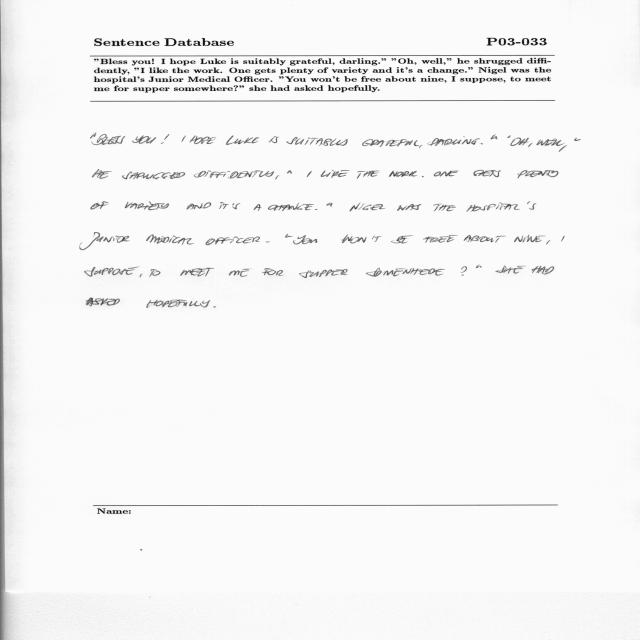 Sentence Database P03-033
"Bless you! I hope Luke is suitably grateful, darling." "Oh, well," he shrugged diffi-
dently, "I like the work. One gets plenty of variety and it's a change." Nigel was the
hospital's Junior Medical Officer. "You won't be free about nine, I suppose, to meet
me for supper somewhere?" she had asked hopefully.
"BLESS YOU! I HOPE LUKE IS SUITABLY GRATEFUL, DARLING." "OH, WELL,"
HE SHRUGGED DIFFIDENTLY, " I LIKE THE WORK. ONE GETS PLENTY
OF VARIETY AND IT'S A CHANGE. " NIGEL WAS THE HOSPITAL'S
JUNIOR MEDICAL OFFICER. "YOU WON'T BE FREE ABOUT NINE, I
SUPPOSE, TO MEET ME FOR SUPPER SOMEWHERE ? " SHE HAD
ASKED HOPEFULLY.
Name: